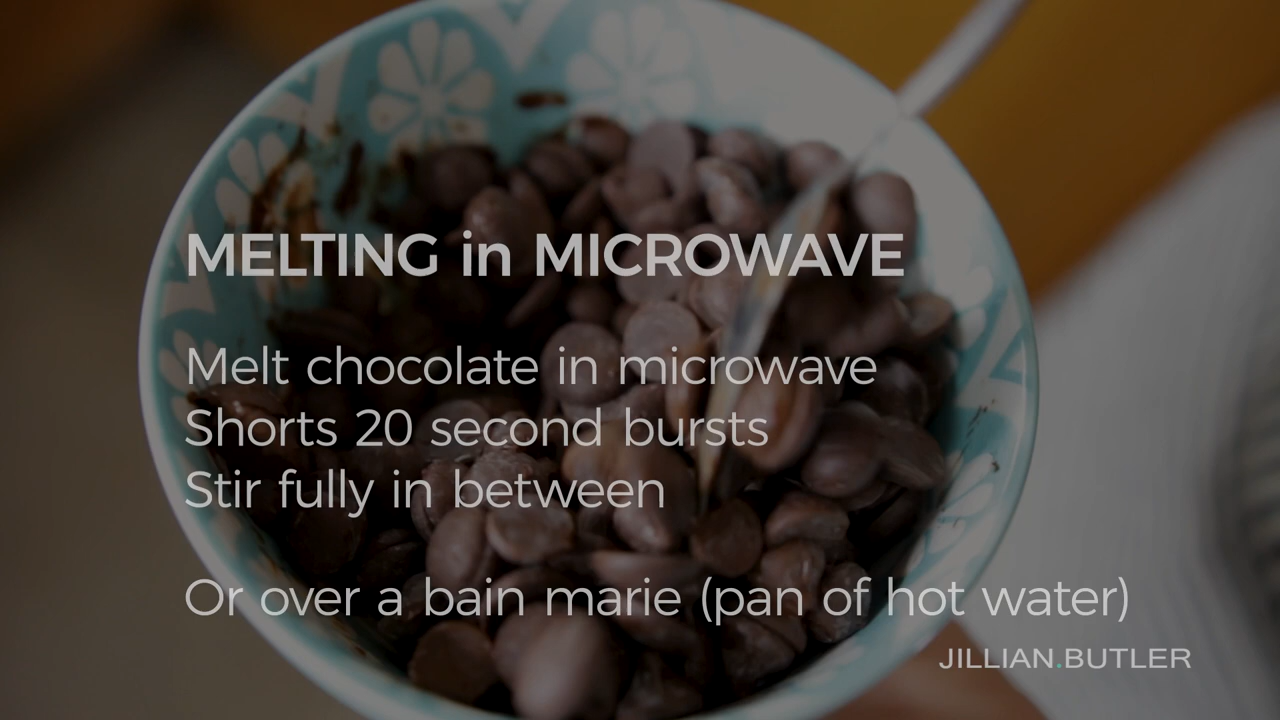 MELTING in MICROWAVE
Melt chocolate in microwave
Shorts 20 second bursts
Stir fully in between
Or over a bain marie (pan of hot water)
JILLIAN.BUTLER